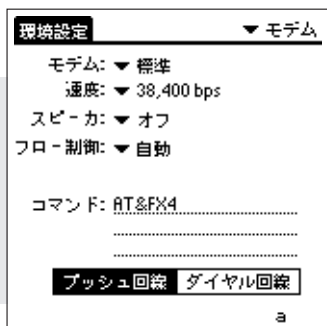 環境設定 ▼ モデム
モデム: ▼ 標準
速度: ▼ 38,400 bps
スピーカ: ▼ オフ
フロー制御: ▼ 自動
コマンド: AT&FX4
プッシュ回線 ダイヤル回線
a